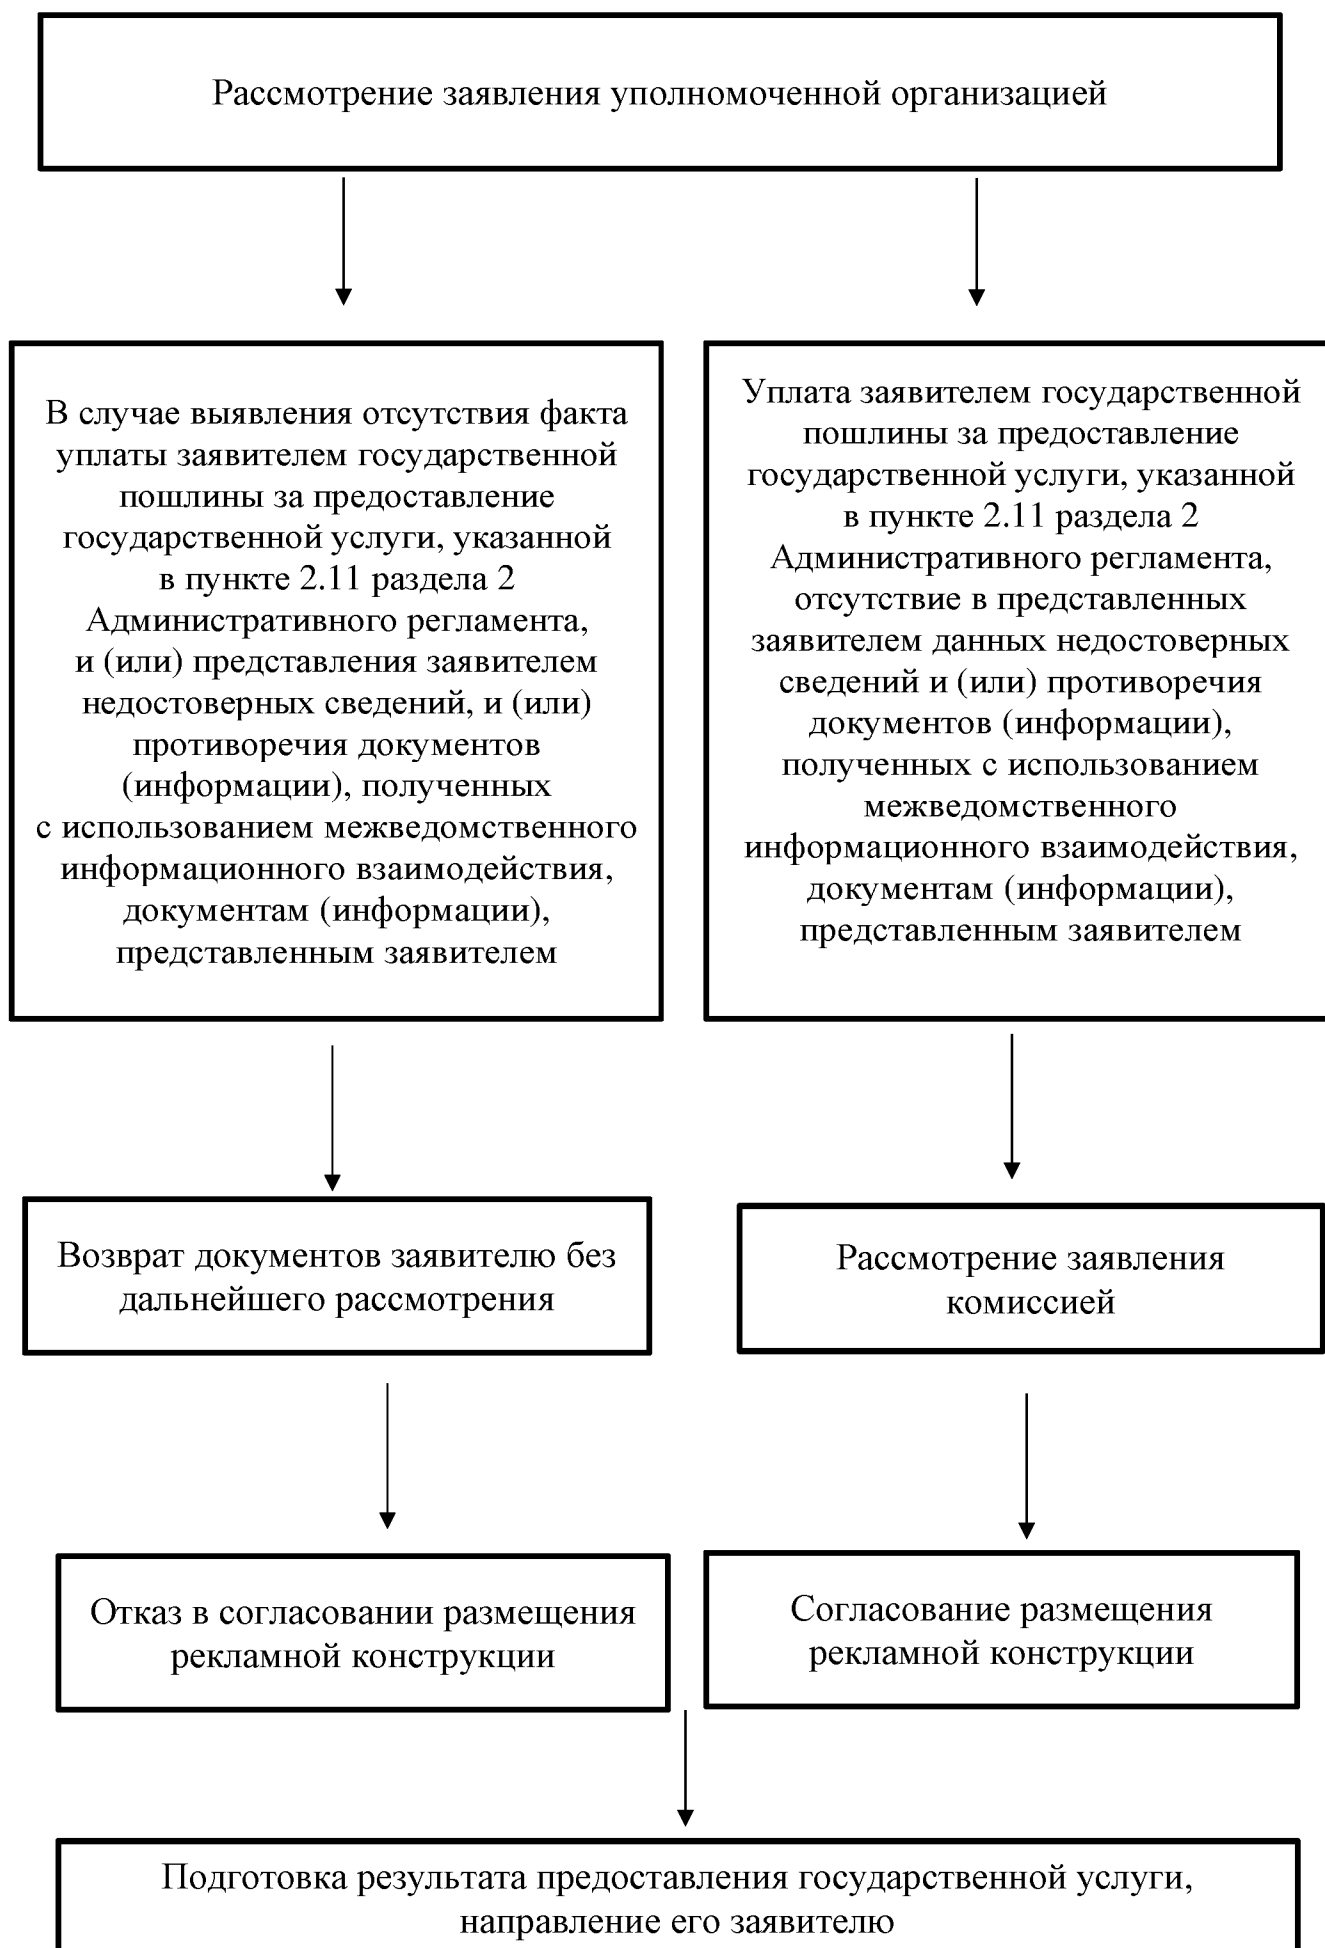 Рассмотрение заявления уполномоченной организацией
В случае выявления отсутствия факта
уплаты заявителем государственной
пошлины за предоставление
государственной услуги, указанной
в пункте 2.11 раздела 2
Административного регламента,
и (или) представления заявителем
недостоверных сведений, и (или)
противоречия документов
(информации), полученных
с использованием межведомственного
информационного взаимодействия,
документам (информации),
представленным заявителем
Уплата заявителем государственной
пошлины за предоставление
государственной услуги, указанной
в пункте 2.11 раздела 2
Административного регламента,
отсутствие в представленных
заявителем данных недостоверных
сведений и (или) противоречия
документов (информации),
полученных с использованием
межведомственного
информационного взаимодействия,
документам (информации),
представленным заявителем
Возврат документов заявителю без
дальнейшего рассмотрения
Рассмотрение заявления
комиссией
Отказ в согласовании размещения
рекламной конструкции
Согласование размещения
рекламной конструкции
Подготовка результата предоставления государственной услуги,
направление его заявителю